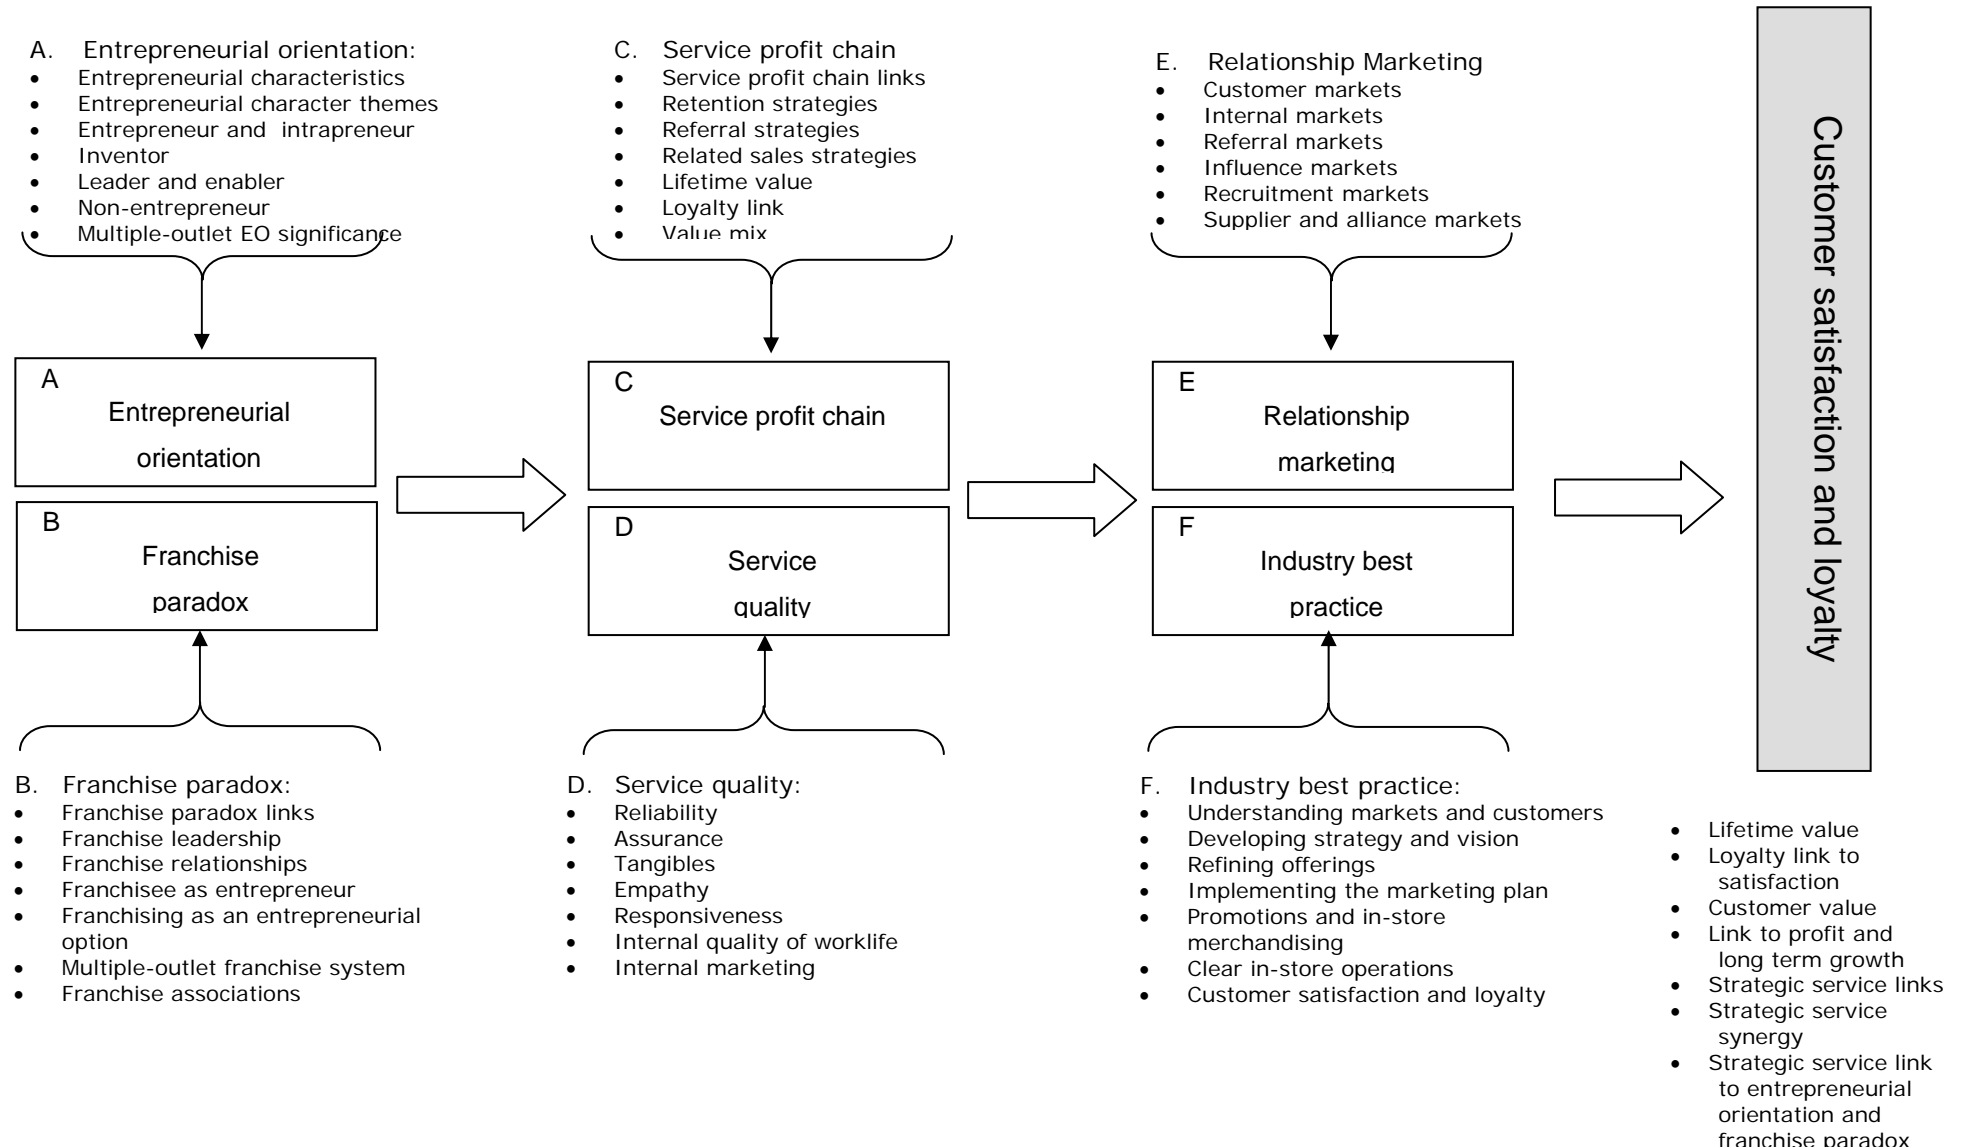 A. Entrepreneurial orientation:
• Entrepreneurial characteristics
• Entrepreneurial character themes
• Entrepreneur and intrapreneur
• Inventor
• Leader and enabler
• Non-entrepreneur
• Multiple-outlet EO significance
C. Service profit chain
• Service profit chain links
• Retention strategies
• Referral strategies
• Related sales strategies
• Lifetime value
• Loyalty link
• Value mix
E. Relationship Marketing
• Customer markets
• Internal markets
• Referral markets
• Influence markets
• Recruitment markets
• Supplier and alliance markets
A
Entrepreneurial
orientation
B
Franchise
paradox
C
Service profit chain
D
Service
quality
E
Relationship
marketing
F
Industry best
practice
Customer satisfaction and loyalty
B. Franchise paradox:
• Franchise paradox links
• Franchise leadership
• Franchise relationships
• Franchisee as entrepreneur
• Franchising as an entrepreneurial
option
• Multiple-outlet franchise system
• Franchise associations
D. Service quality:
• Reliability
• Assurance
• Tangibles
• Empathy
• Responsiveness
• Internal quality of worklife
• Internal marketing
F. Industry best practice:
• Understanding markets and customers
• Developing strategy and vision
• Refining offerings
• Implementing the marketing plan
• Promotions and in-store
merchandising
• Clear in-store operations
• Customer satisfaction and loyalty
• Lifetime value
• Loyalty link to
satisfaction
• Customer value
• Link to profit and
long term growth
• Strategic service links
• Strategic service
synergy
• Strategic service link
to entrepreneurial
orientation and
franchise paradox